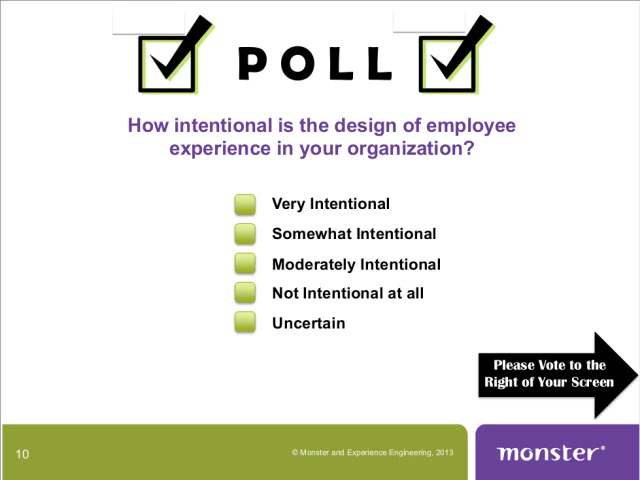 POLL
How intentional is the design of employee
experience in your organization?
Very Intentional
Somewhat Intentional
Moderately Intentional
Not Intentional at all
Uncertain
Please Vote to the
Right of Your Screen
10
© Monster and Experience Engineering, 2013
monster®